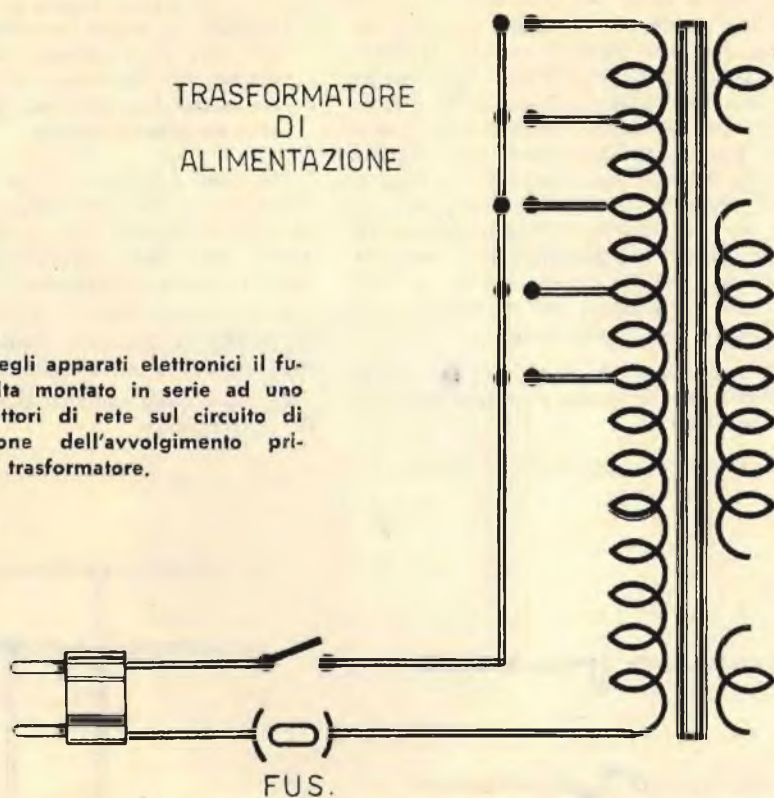 TRASFORMATORE
DI
ALIMENTAZIONE
egli apparati elettronici il fu-
lta montato in serie ad uno
ttori di rete sul circuito di
one dell'avvolgimento pri-
trasformatore.
FUS.